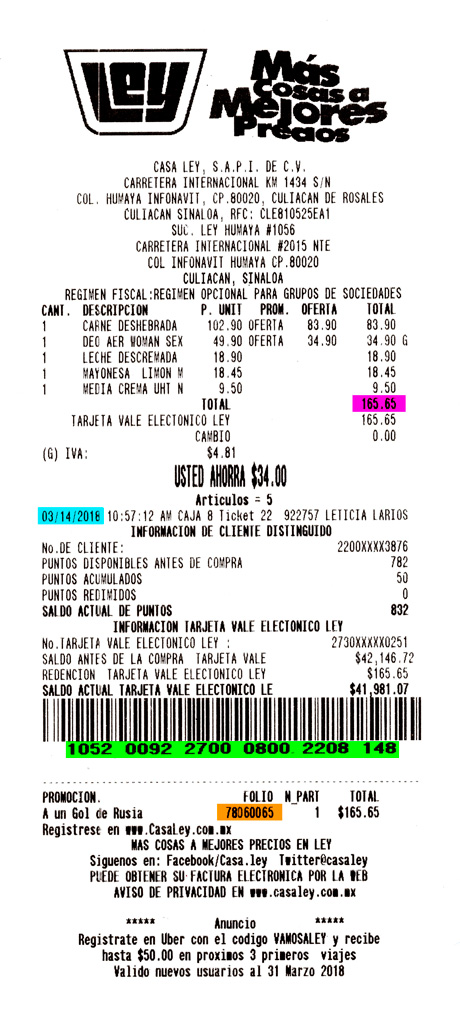 LEY
Más
Cosas a
Mejores
Precios
CASA LEY, S.A.P.I. DE C.V.
CARRETERA INTERNACIONAL KM 1434 S/N
COL. HUMAYA INFONAVIT, CP.80020, CULIACAN DE ROSALES
CULIACAN SINALOA, RFC: CLE810525EA1
SUC. LEY HUMAYA #1056
CARRETERA INTERNACIONAL #2015 NTE
COL INFONAVIT HUMAYA CP.80020
CULIACAN, SINALOA
REGIMEN FISCAL:REGIMEN OPCIONAL PARA GRUPOS DE SOCIEDADES
CANT. DESCRIPCION P. UNIT PROM. OFERTA TOTAL
1 CARNE DESHEBRADA 102.90 OFERTA 83.90 83.90
1 DEO AER WOMAN SEX 49.90 OFERTA 34.90 34.90 G
1 LECHE DESCREMADA 18.90 18.90
1 MAYONESA LIMON M 18.45 18.45
1 MEDIA CREMA UHT N 9.50 9.50
TOTAL 165.65
TARJETA VALE ELECTONICO LEY 165.65
CAMBIO 0.00
(G) IVA: $4.81
USTED AHORRA $34.00
Articulos = 5
03/14/2018 10:57:12 AM CAJA 8 Ticket 22 922757 LETICIA LARIOS
INFORMACION DE CLIENTE DISTINGUIDO
No.DE CLIENTE: 2200XXXX3876
PUNTOS DISPONIBLES ANTES DE COMPRA 782
PUNTOS ACUMULADOS 50
PUNTOS REDIMIDOS 0
SALDO ACTUAL DE PUNTOS 832
INFORMACION TARJETA VALE ELECTONICO LEY
No.TARJETA VALE ELECTONICO LEY : 2730XXXXX0251
SALDO ANTES DE LA COMPRA TARJETA VALE $42,146.72
REDENCION TARJETA VALE ELECTONICO LEY $165.65
SALDO ACTUAL TARJETA VALE ELECTONICO LE $41,981.07
1052 0092 2700 0800 2208 148
PROMOCION. FOLIO N_PART TOTAL
A un Gol de Rusia 78060065 1 $165.65
Registrese en www.CasaLey.com.mx
MAS COSAS A MEJORES PRECIOS EN LEY
Siguenos en: Facebook/Casa.ley Twitter@casaley
PUEDE OBTENER SU FACTURA ELECTRONICA POR LA WEB
AVISO DE PRIVACIDAD EN www.casaley.com.mx
***** Anuncio *****
Registrate en Uber con el codigo VAMOSALEY y recibe
hasta $50.00 en proximos 3 primeros viajes
Valido nuevos usuarios al 31 Marzo 2018